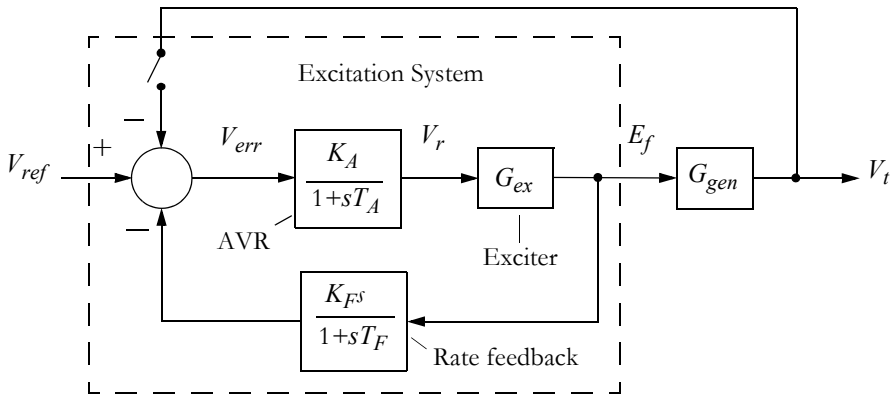 Excitation System
−
V_ref
+
V_err
K_A
1+sT_A
V_r
G_ex
E_f
G_gen
V_t
−
AVR
Exciter
K_F s
1+sT_F
Rate feedback